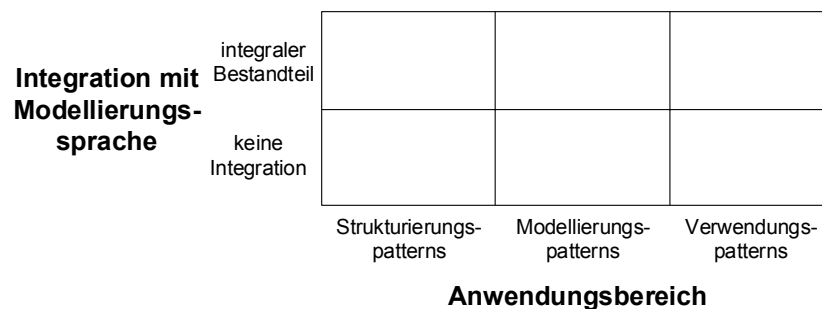 Integration mit
Modellierungs-
sprache
integraler
Bestandteil
keine
Integration
Strukturierungs-
patterns
Modellierungs-
patterns
Verwendungs-
patterns
Anwendungsbereich